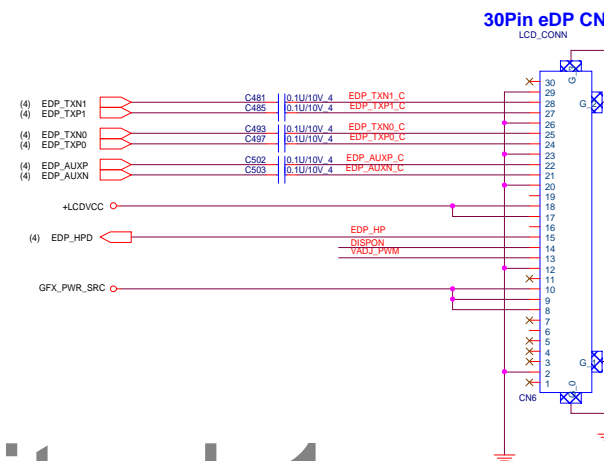 30Pin eDP CN
LCD_CONN
G_3
30
29
(4) EDP_TXN1 C481 0.1U/10V_4 EDP_TXN1_C 28
G_2
(4) EDP_TXP1 C485 0.1U/10V_4 EDP_TXP1_C 27
26
(4) EDP_TXN0 C493 0.1U/10V_4 EDP_TXN0_C 25
(4) EDP_TXP0 C497 0.1U/10V_4 EDP_TXP0_C 24
23
(4) EDP_AUXP C502 0.1U/10V_4 EDP_AUXP_C 22
(4) EDP_AUXN C503 0.1U/10V_4 EDP_AUXN_C 21
20
19
+LCDVCC 18
17
16
(4) EDP_HPD EDP_HP 15
DISPON 14
VADJ_PWM 13
12
11
GFX_PWR_SRC 10
9
8
7
6
5
4
3
G_1
2
1
G_0
CN6